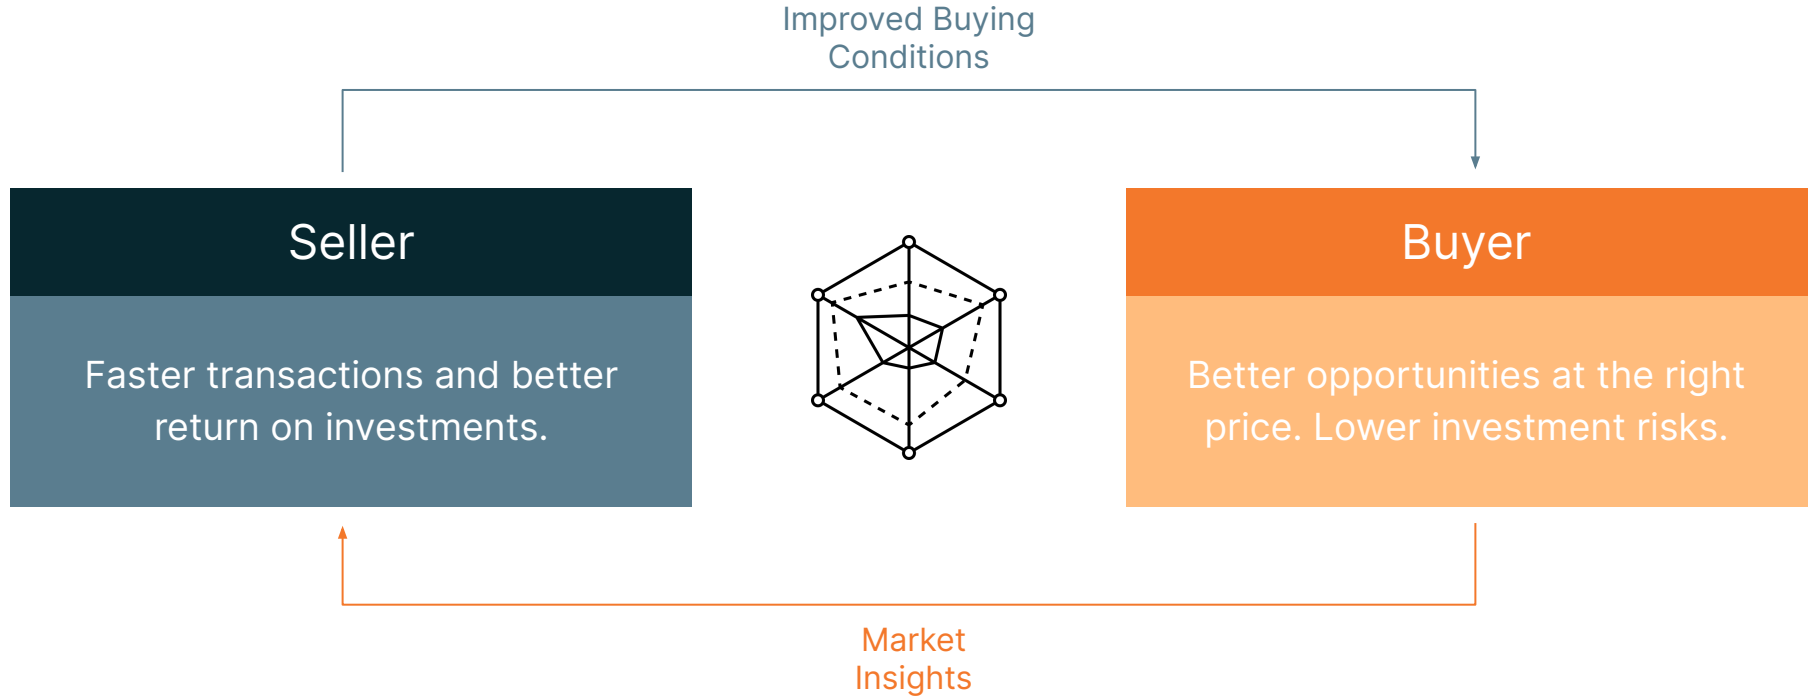 Improved Buying
Conditions
Seller
Buyer
Faster transactions and better
return on investments.
Better opportunities at the right
price. Lower investment risks.
Market
Insights